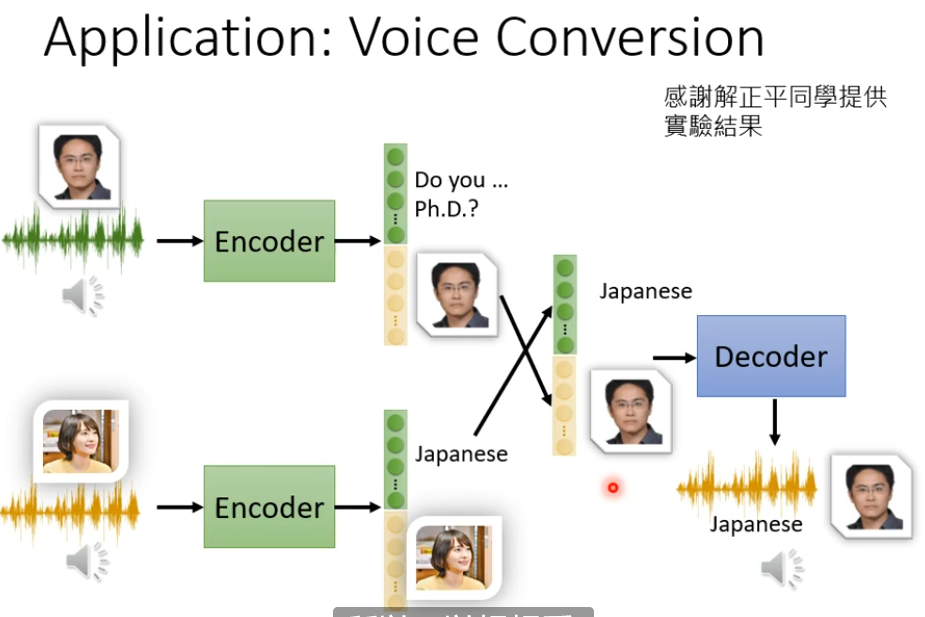 Application: Voice Conversion
感謝解正平同學提供
實驗結果
Do you ...
Ph.D.?
Encoder
Japanese
Decoder
Japanese
Encoder
Japanese